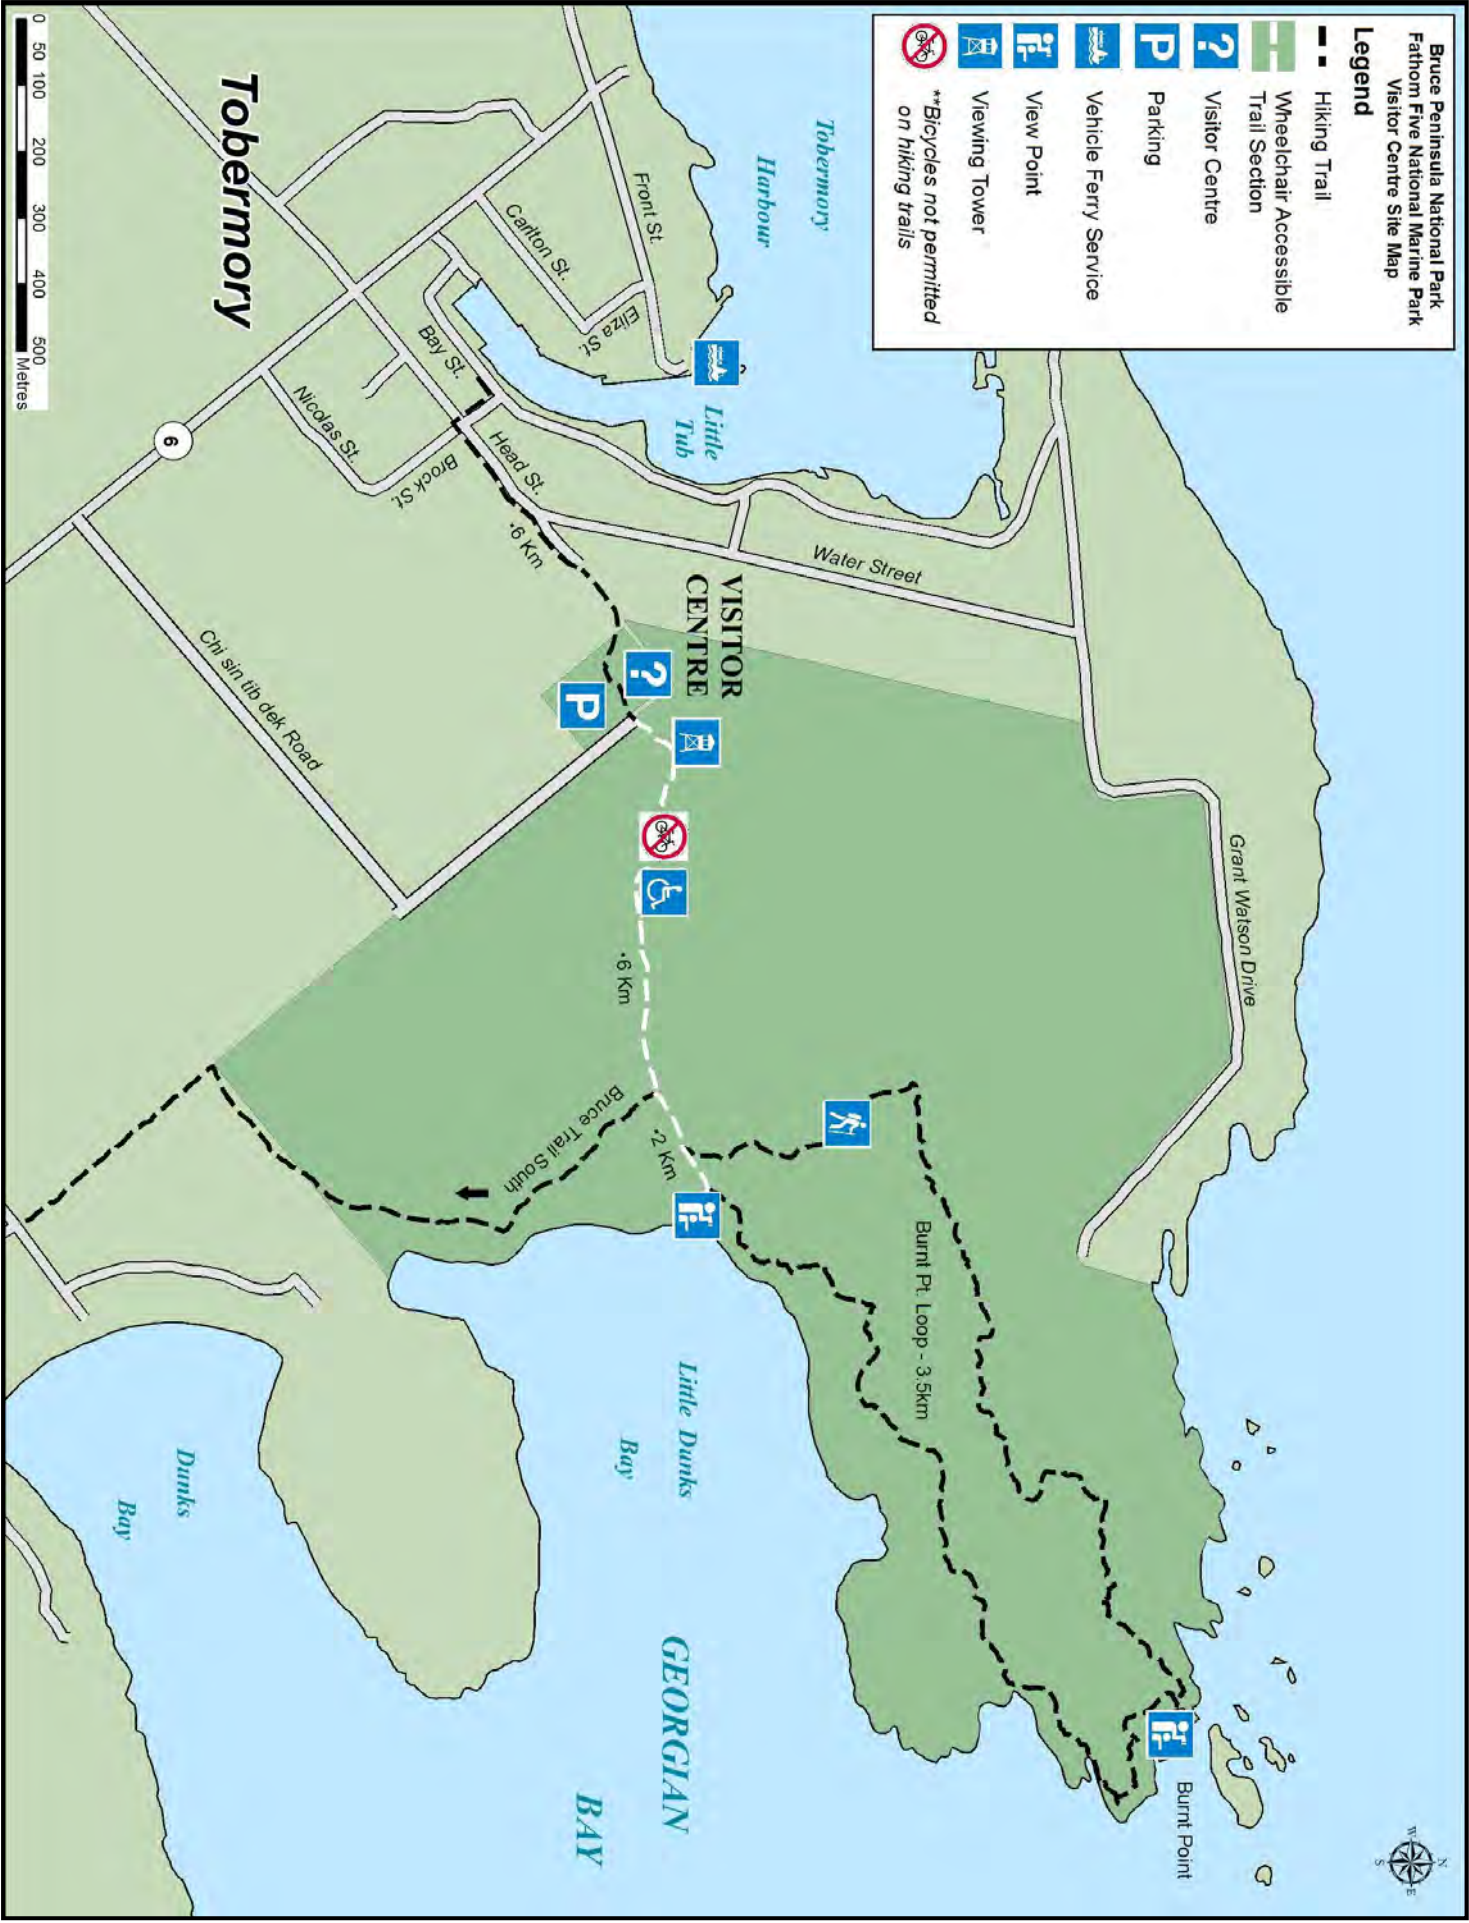 Bruce Peninsula National Park
Fathom Five National Marine Park
Visitor Centre Site Map
Legend
Hiking Trail
Wheelchair Accessible
Trail Section
? Visitor Centre
P Parking
Vehicle Ferry Service
View Point
Viewing Tower
**Bicycles not permitted
on hiking trails
N
W
E
S
Tobermory
Harbour
Grant Watson Drive
Burnt Point
Burnt Pt. Loop - 3.5km
Water Street
Front St.
Little
Tub
VISITOR
CENTRE
?
P
Carlton St.
Eliza St.
Bay St.
Head St.
Brock St.
Nicolas St.
•6 Km
•6 Km
•2 Km
Bruce Trail South
Little Dunks
Bay
GEORGIAN
BAY
Chi sin tib dek Road
Tobermory
6
Dunks
Bay
0 50 100 200 300 400 500
Metres